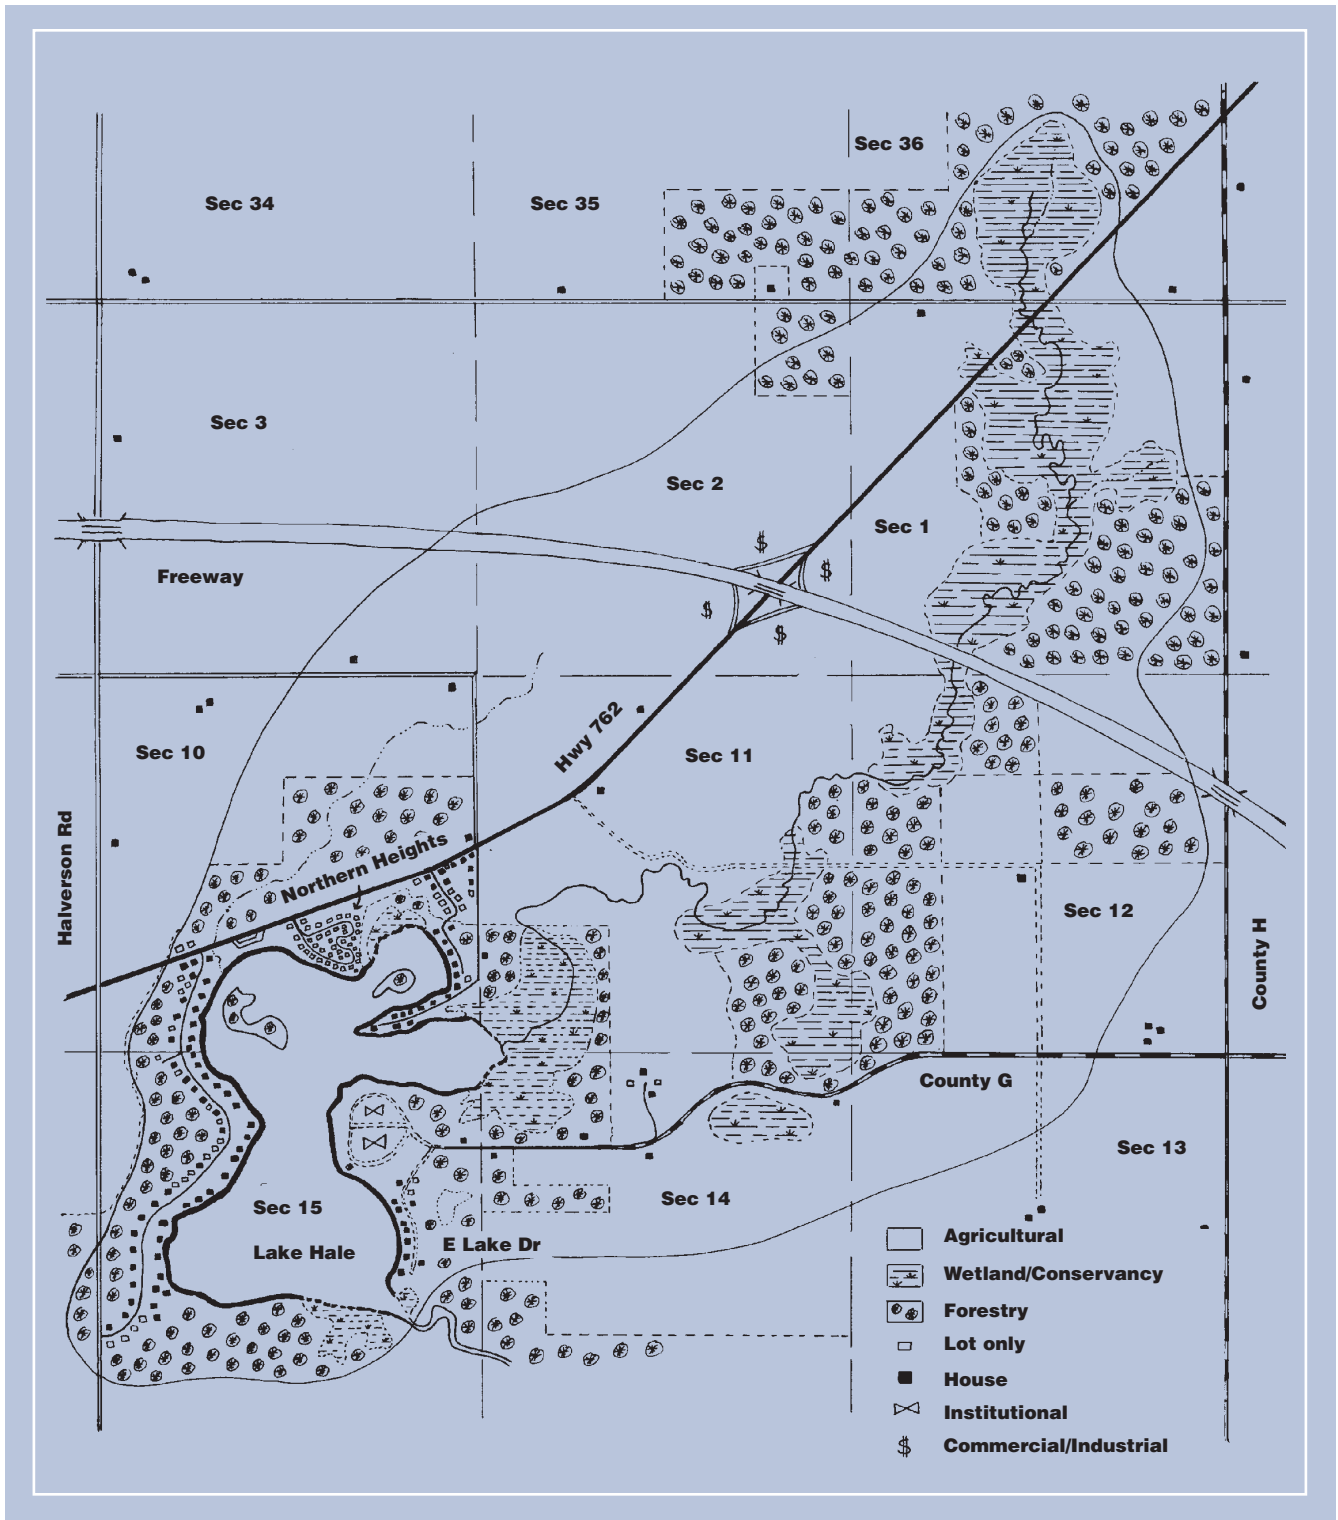 Sec 36
Sec 34
Sec 35
Sec 3
Sec 2
Sec 1
$
$
$
$
Freeway
Sec 10
Hwy 762
Sec 11
Northern Heights
Halverson Rd
Sec 12
County H
County G
Sec 13
Sec 14
Sec 15
Lake Hale
E Lake Dr
Agricultural
Wetland/Conservancy
Forestry
Lot only
House
Institutional
$ Commercial/Industrial